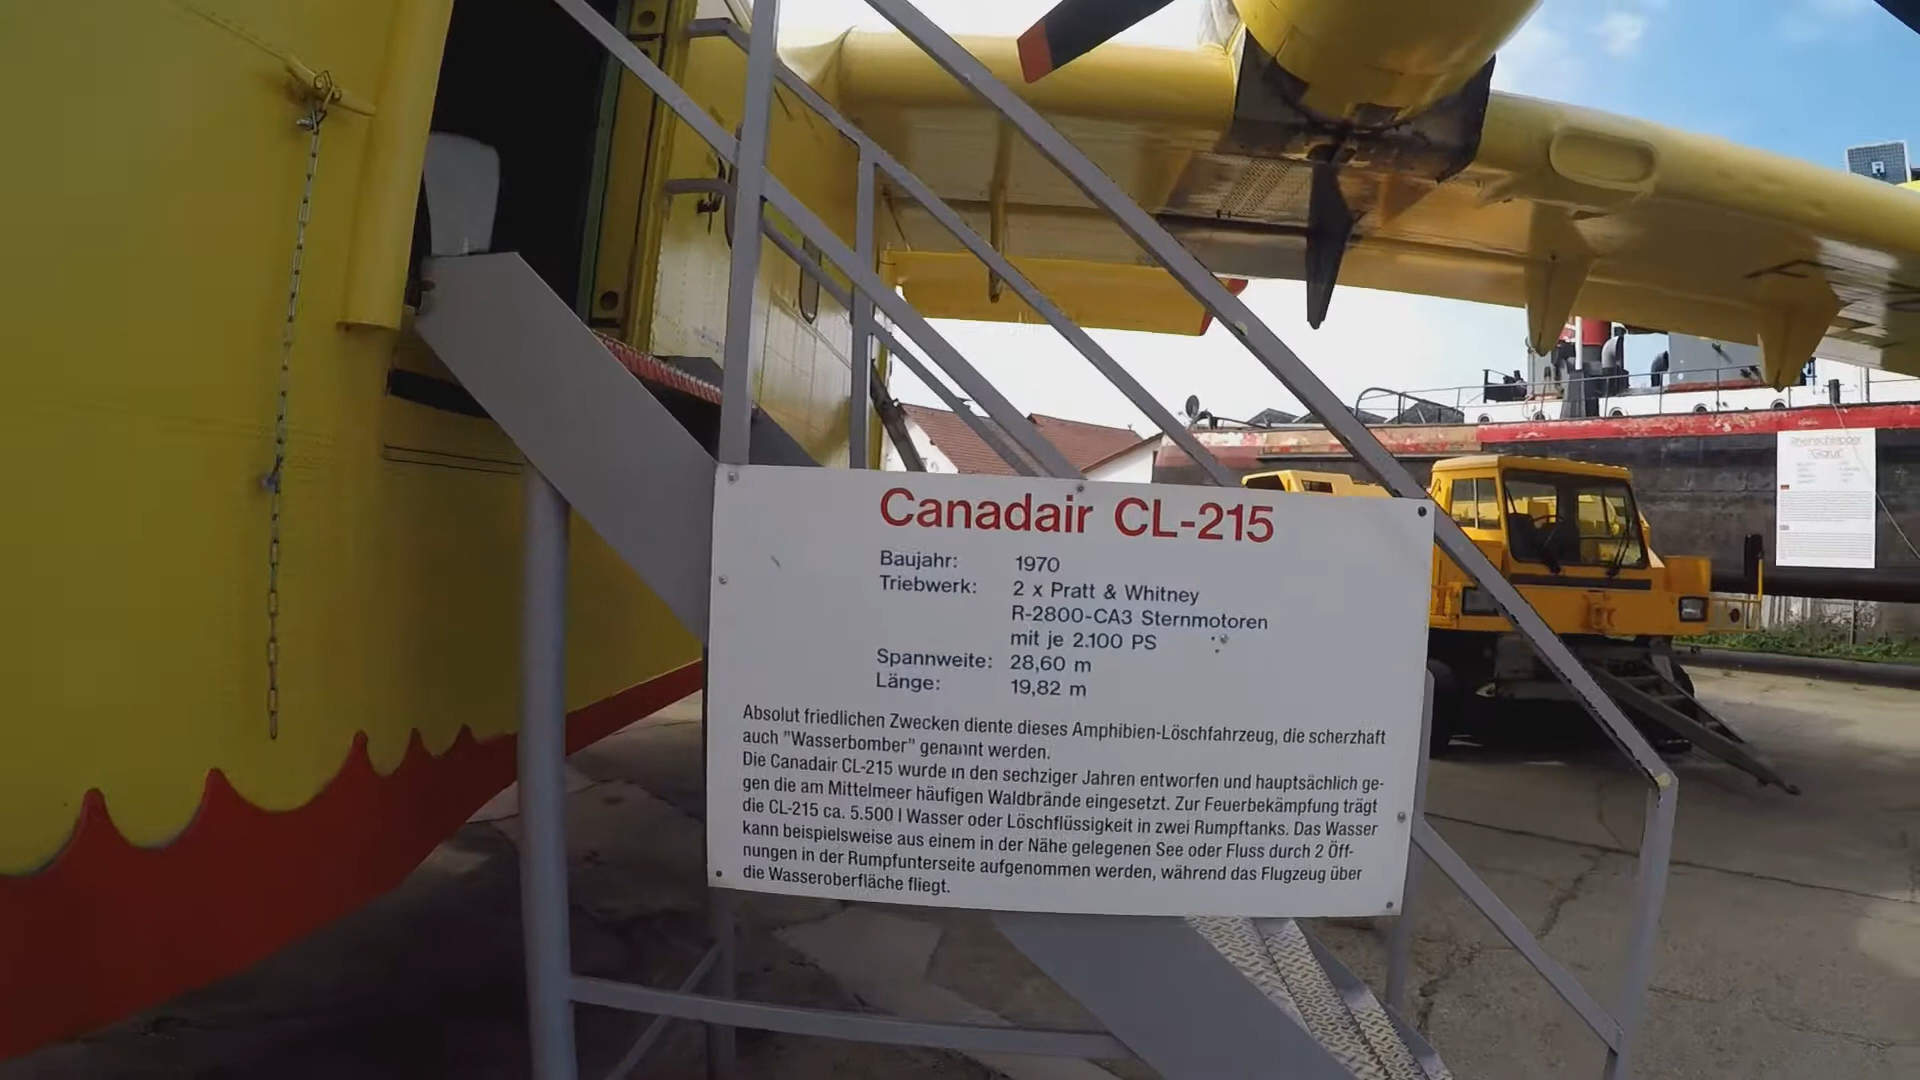 Canadair CL-215
Baujahr: 1970
Triebwerk: 2 x Pratt & Whitney
R-2800-CA3 Sternmotoren
mit je 2.100 PS
Spannweite: 28,60 m
Länge: 19,82 m
Absolut friedlichen Zwecken diente dieses Amphibien-Löschfahrzeug, die scherzhaft
auch "Wasserbomber" genannt werden.
Die Canadair CL-215 wurde in den sechziger Jahren entworfen und hauptsächlich ge-
gen die am Mittelmeer häufigen Waldbrände eingesetzt. Zur Feuerbekämpfung trägt
die CL-215 ca. 5.500 l Wasser oder Löschflüssigkeit in zwei Rumpftanks. Das Wasser
kann beispielsweise aus einem in der Nähe gelegenen See oder Fluss durch 2 Öff-
nungen in der Rumpfunterseite aufgenommen werden, während das Flugzeug über
die Wasseroberfläche fliegt.
Rheinschlepper